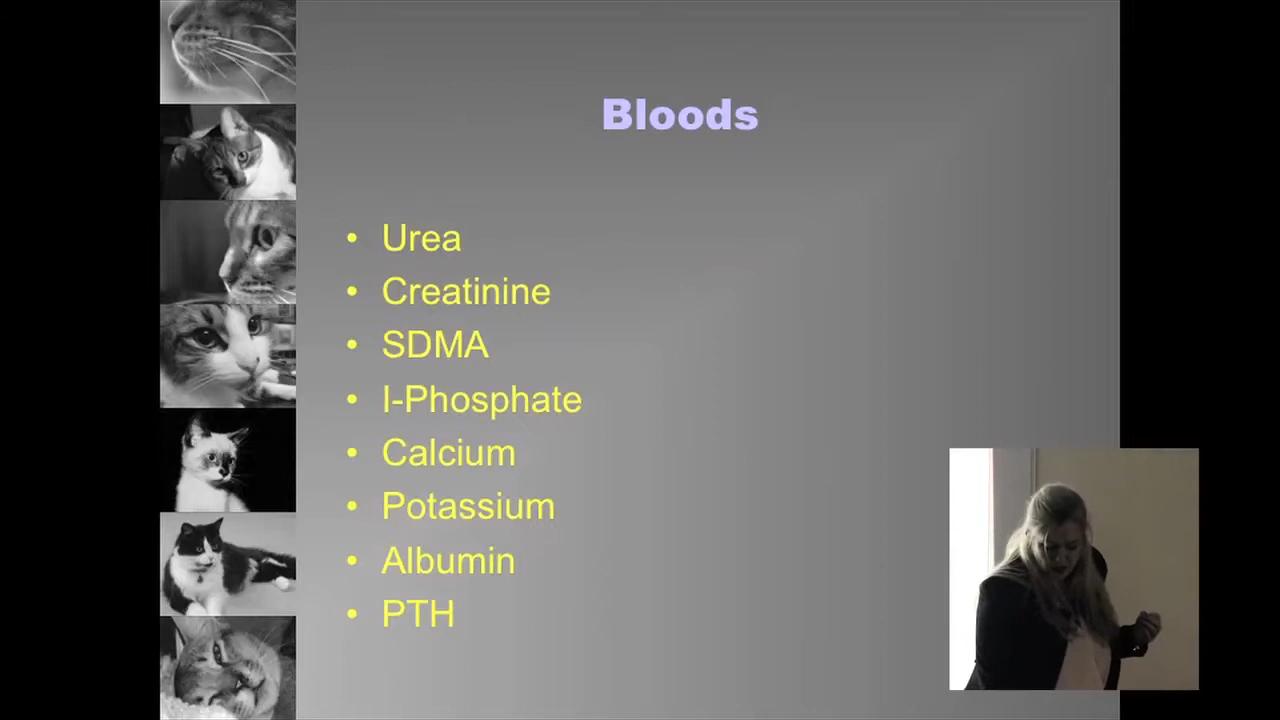 Bloods
• Urea
• Creatinine
• SDMA
• I-Phosphate
• Calcium
• Potassium
• Albumin
• PTH